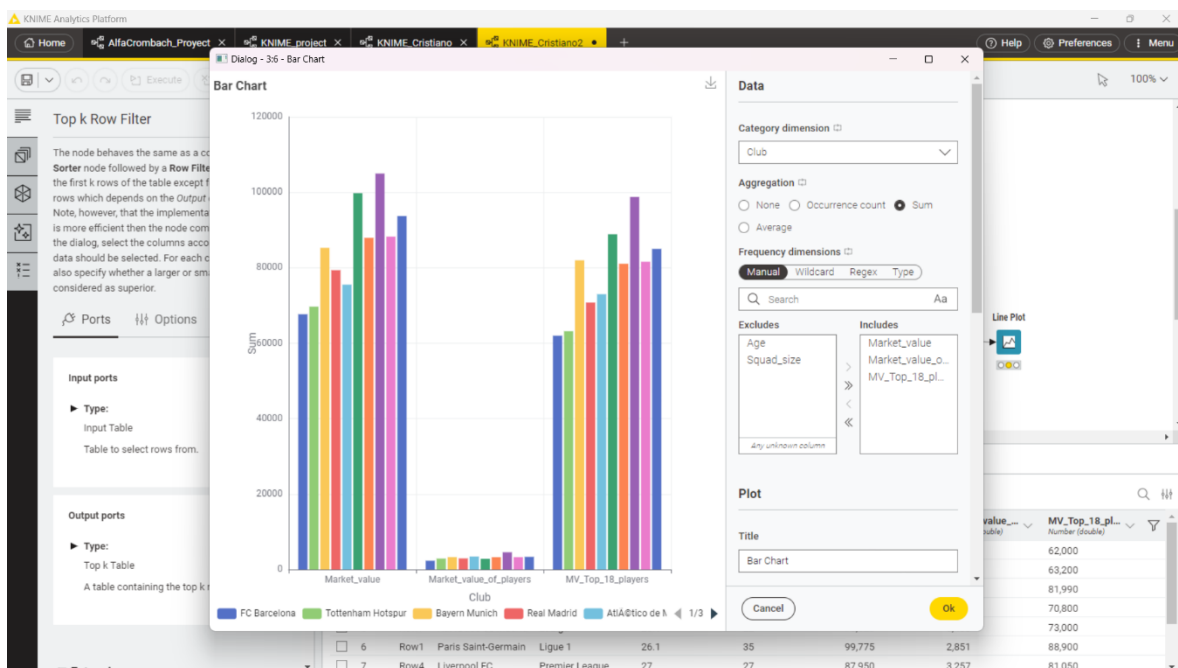 KNIME Analytics Platform
Home
AlfaCrombach_Proyect
KNIME_project
KNIME_Cristiano
KNIME_Cristiano2
Help
Preferences
Menu
Execute
100%
Top k Row Filter
The node behaves the same as a co
Sorter node followed by a Row Filte
the first k rows of the table except f
rows which depends on the Output
Note, however, that the implementa
is more efficient then the node com
the dialog, select the columns acco
data should be selected. For each c
also specify whether a larger or sm
considered as superior.
Ports
Options
Input ports
Type:
Input Table
Table to select rows from.
Output ports
Type:
Top k Table
A table containing the top k r
Dialog - 3:6 - Bar Chart
Bar Chart
120000
100000
80000
60000
40000
20000
0
Sum
Market_value
Market_value_of_players
MV_Top_18_players
Club
FC Barcelona
Tottenham Hotspur
Bayern Munich
Real Madrid
AtlÃ©tico de M
1/3
Data
Category dimension
Club
Aggregation
None
Occurrence count
Sum
Average
Frequency dimensions
Manual
Wildcard
Regex
Type
Search
Aa
Excludes
Includes
Age
Squad_size
Any unknown column
Market_value
Market_value_o...
MV_Top_18_pl...
Plot
Title
Bar Chart
Cancel
Ok
Line Plot
value_...
MV_Top_18_pl...
Number (double)
62,000
63,200
81,990
70,800
73,000
6 Row1 Paris Saint-Germain Ligue 1 26.1 35 99,775 2,851 88,900
7 Row4 Liverpool FC Premier League 27 27 87,950 3,257 81,050